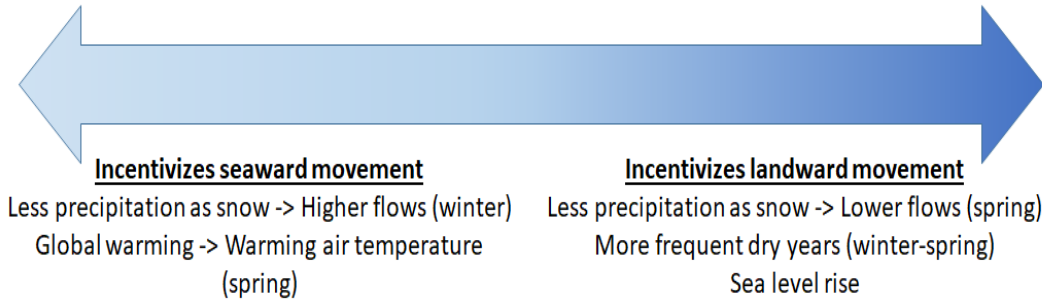 Incentivizes seaward movement
Less precipitation as snow -> Higher flows (winter)
Global warming -> Warming air temperature
(spring)
Incentivizes landward movement
Less precipitation as snow -> Lower flows (spring)
More frequent dry years (winter-spring)
Sea level rise